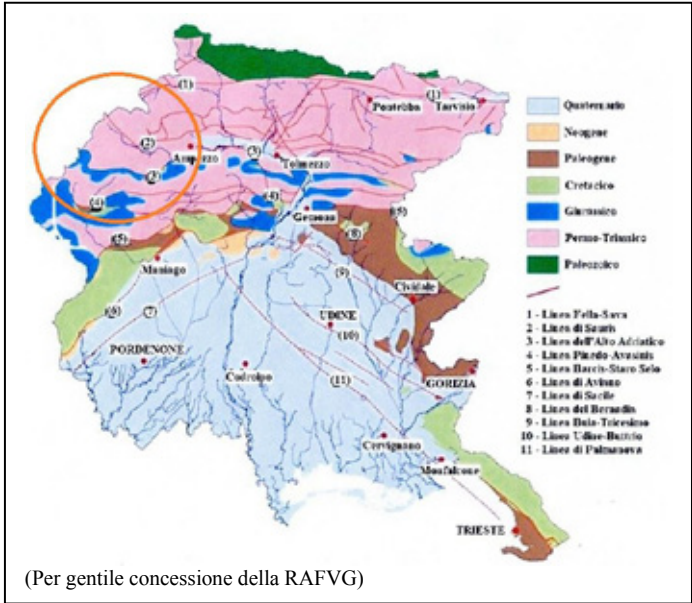 (1)
(1)
Pontebba
Tarvisio
(2)
Ampezzo
(3)
Tolmezzo
(3)
(4)
(4)
Gemona
(5)
(5)
(8)
Maniago
(9)
Cividale
(6)
(7)
UDINE
(10)
PORDENONE
Codroipo
(11)
GORIZIA
Cervignano
Monfalcone
TRIESTE
Quaternario
Neogene
Paleogene
Cretacico
Giurassico
Permo-Triassico
Paleozoico
1 - Linea Fella-Sava
2 - Linea di Sauris
3 - Linea dell'Alto Adriatico
4 - Linea Pinedo-Avasinis
5 - Linea Barcis-Staro Selo
6 - Linea di Aviano
7 - Linea di Sacile
8 - Linea del Bernadia
9 - Linea Buia-Tricesimo
10 - Linea Udine-Buttrio
11 - Linea di Palmanova
(Per gentile concessione della RAFVG)